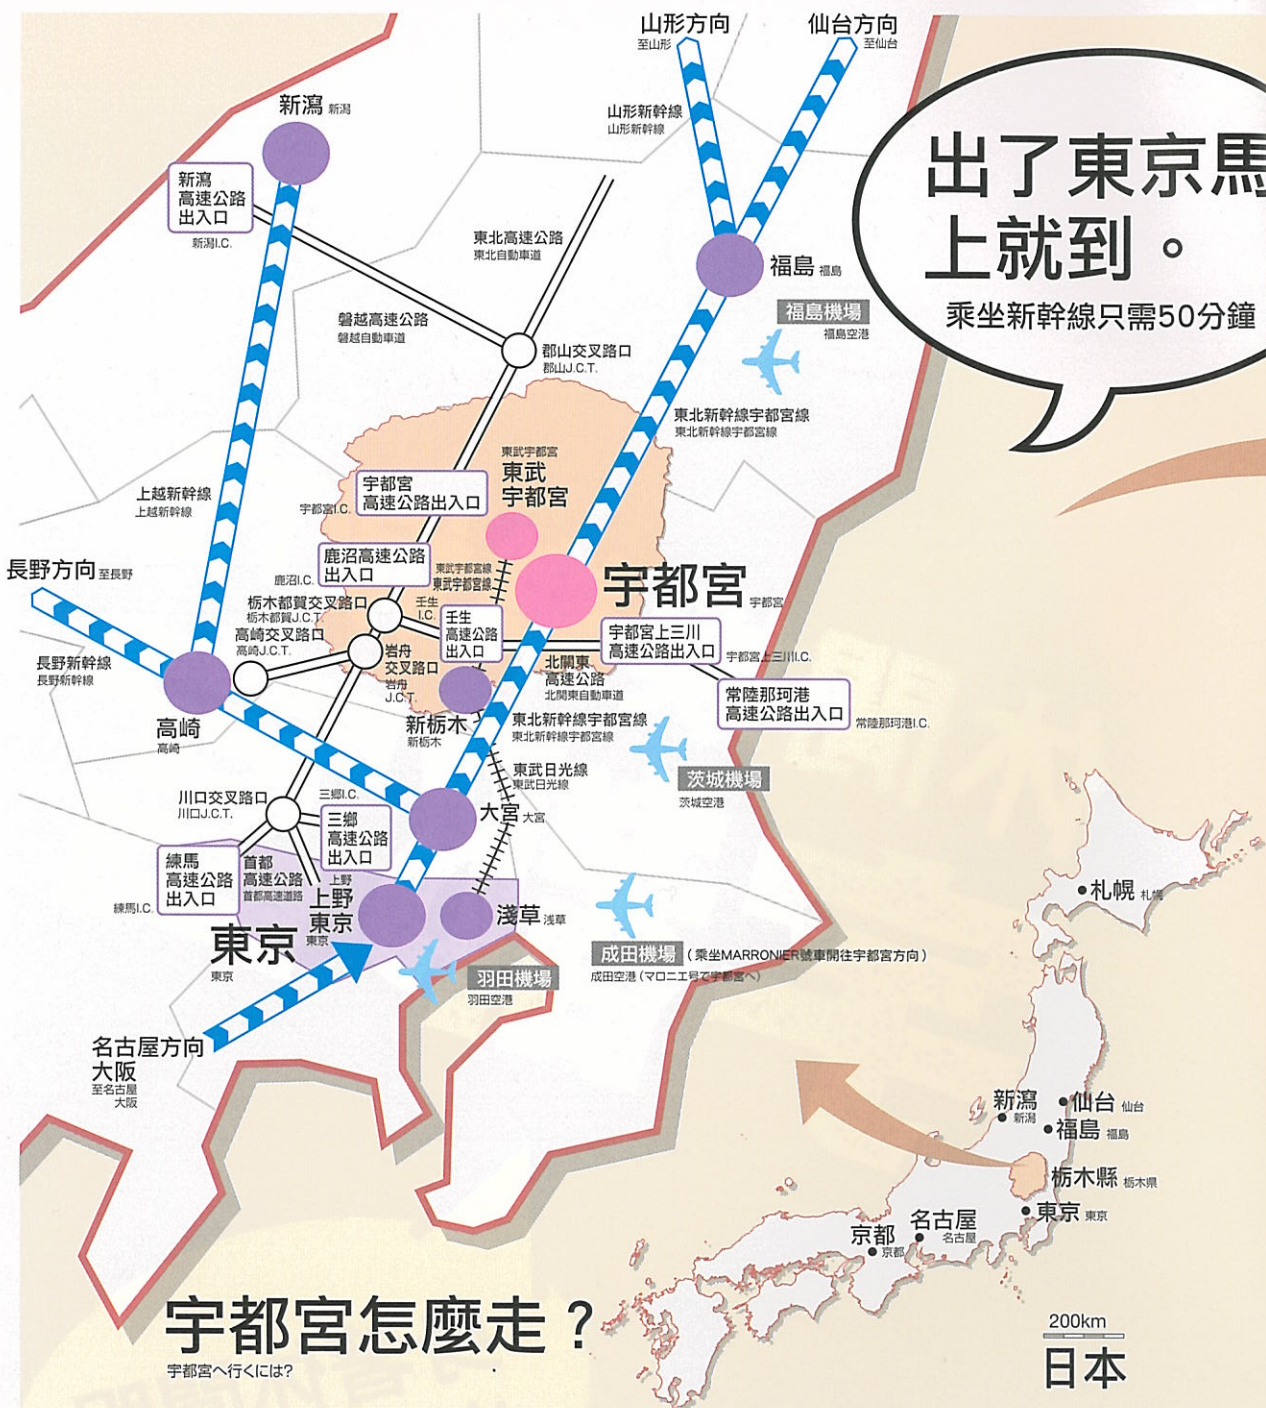 山形方向
至山形
仙台方向
至仙台
新瀉 新潟
山形新幹線
山形新幹線
出了東京馬
上就到。
乘坐新幹線只需50分鐘
新瀉
高速公路
出入口
新潟I.C.
東北高速公路
東北自動車道
福島 福島
福島機場
福島空港
磐越高速公路
磐越自動車道
郡山交叉路口
郡山J.C.T.
東北新幹線宇都宮線
東北新幹線宇都宮線
東武宇都宮
東武
宇都宮
宇都宮
高速公路出入口
宇都宮I.C.
上越新幹線
上越新幹線
鹿沼高速公路
出入口
鹿沼I.C.
東武宇都宮線
東武宇都宮線
長野方向 至長野
宇都宮 宇都宮
栃木都賀交叉路口
栃木都賀J.C.T.
壬生
I.C.
壬生
高速公路
出入口
高崎交叉路口
高崎J.C.T.
岩舟
交叉路口
岩舟
J.C.T.
宇都宮上三川
高速公路出入口
宇都宮上三川I.C.
長野新幹線
長野新幹線
北關東
高速公路
北関東自動車道
常陸那珂港
高速公路出入口
常陸那珂港I.C.
高崎
高崎
新栃木
新栃木
東北新幹線宇都宮線
東北新幹線宇都宮線
東武日光線
東武日光線
茨城機場
茨城空港
川口交叉路口
川口J.C.T.
三郷I.C.
三鄉
高速公路
出入口
大宮 大宮
練馬
高速公路
出入口
練馬I.C.
首都
高速公路
首都高速道路
上野
上野
東京
東京
淺草 浅草
東京
東京
成田機場 (乘坐MARRONIER號車開往宇都宮方向)
成田空港(マロニエ号で宇都宮へ)
羽田機場
羽田空港
名古屋方向
大阪
至名古屋
大阪
札幌 札幌
新瀉
新潟
仙台 仙台
福島 福島
栃木縣 栃木県
東京 東京
名古屋
名古屋
京都
京都
宇都宮怎麼走？
宇都宮へ行くには?
200km
日本